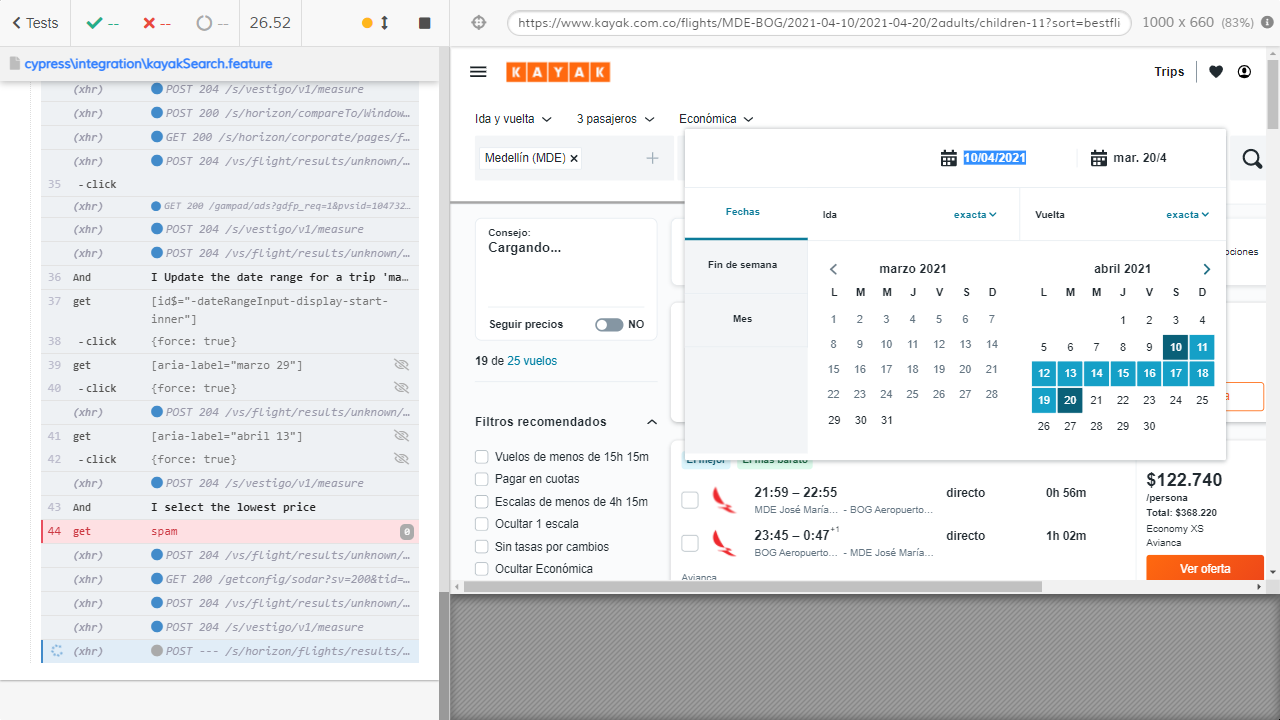 Tests
--
--
--
26.52
cypress\integration\kayakSearch.feature
(xhr) POST 204 /s/vestigo/v1/measure
(xhr) POST 200 /s/horizon/compareTo/Window...
(xhr) GET 200 /s/horizon/corporate/pages/f...
(xhr) POST 204 /vs/flight/results/unknown/...
35 - click
(xhr) GET 200 /gampad/ads?gdfp_req=1&pvsid=104732...
(xhr) POST 204 /s/vestigo/v1/measure
(xhr) POST 204 /vs/flight/results/unknown/...
36 And I Update the date range for a trip 'ma...
37 get [id$="-dateRangeInput-display-start-
inner"]
38 - click {force: true}
39 get [aria-label="marzo 29"]
40 - click {force: true}
(xhr) POST 204 /vs/flight/results/unknown/...
41 get [aria-label="abril 13"]
42 - click {force: true}
(xhr) POST 204 /s/vestigo/v1/measure
43 And I select the lowest price
44 get spam 0
(xhr) POST 204 /vs/flight/results/unknown/...
(xhr) GET 200 /getconfig/sodar?sv=200&tid=...
(xhr) POST 204 /vs/flight/results/unknown/...
(xhr) POST 204 /s/vestigo/v1/measure
(xhr) POST --- /s/horizon/flights/results/...
https://www.kayak.com.co/flights/MDE-BOG/2021-04-10/2021-04-20/2adults/children-11?sort=bestfli
1000 x 660 (83%)
KAYAK
Trips
Ida y vuelta 3 pasajeros Económica
Medellín (MDE)
10/04/2021 mar. 20/4
Fechas
Fin de semana
Mes
Ida exacta Vuelta exacta
marzo 2021
L M M J V S D
1 2 3 4 5 6 7
8 9 10 11 12 13 14
15 16 17 18 19 20 21
22 23 24 25 26 27 28
29 30 31
abril 2021
L M M J V S D
1 2 3 4
5 6 7 8 9 10 11
12 13 14 15 16 17 18
19 20 21 22 23 24 25
26 27 28 29 30
ciones
Consejo:
Cargando...
Seguir precios NO
19 de 25 vuelos
Filtros recomendados
Vuelos de menos de 15h 15m
Pagar en cuotas
Escalas de menos de 4h 15m
Ocultar 1 escala
Sin tasas por cambios
Ocultar Económica
El mejor El más barato
21:59 – 22:55 directo 0h 56m
MDE José María... - BOG Aeropuerto...
23:45 – 0:47+1 directo 1h 02m
BOG Aeropuerto... - MDE José María...
Avianca
$122.740
/persona
Total: $368.220
Economy XS
Avianca
Ver oferta